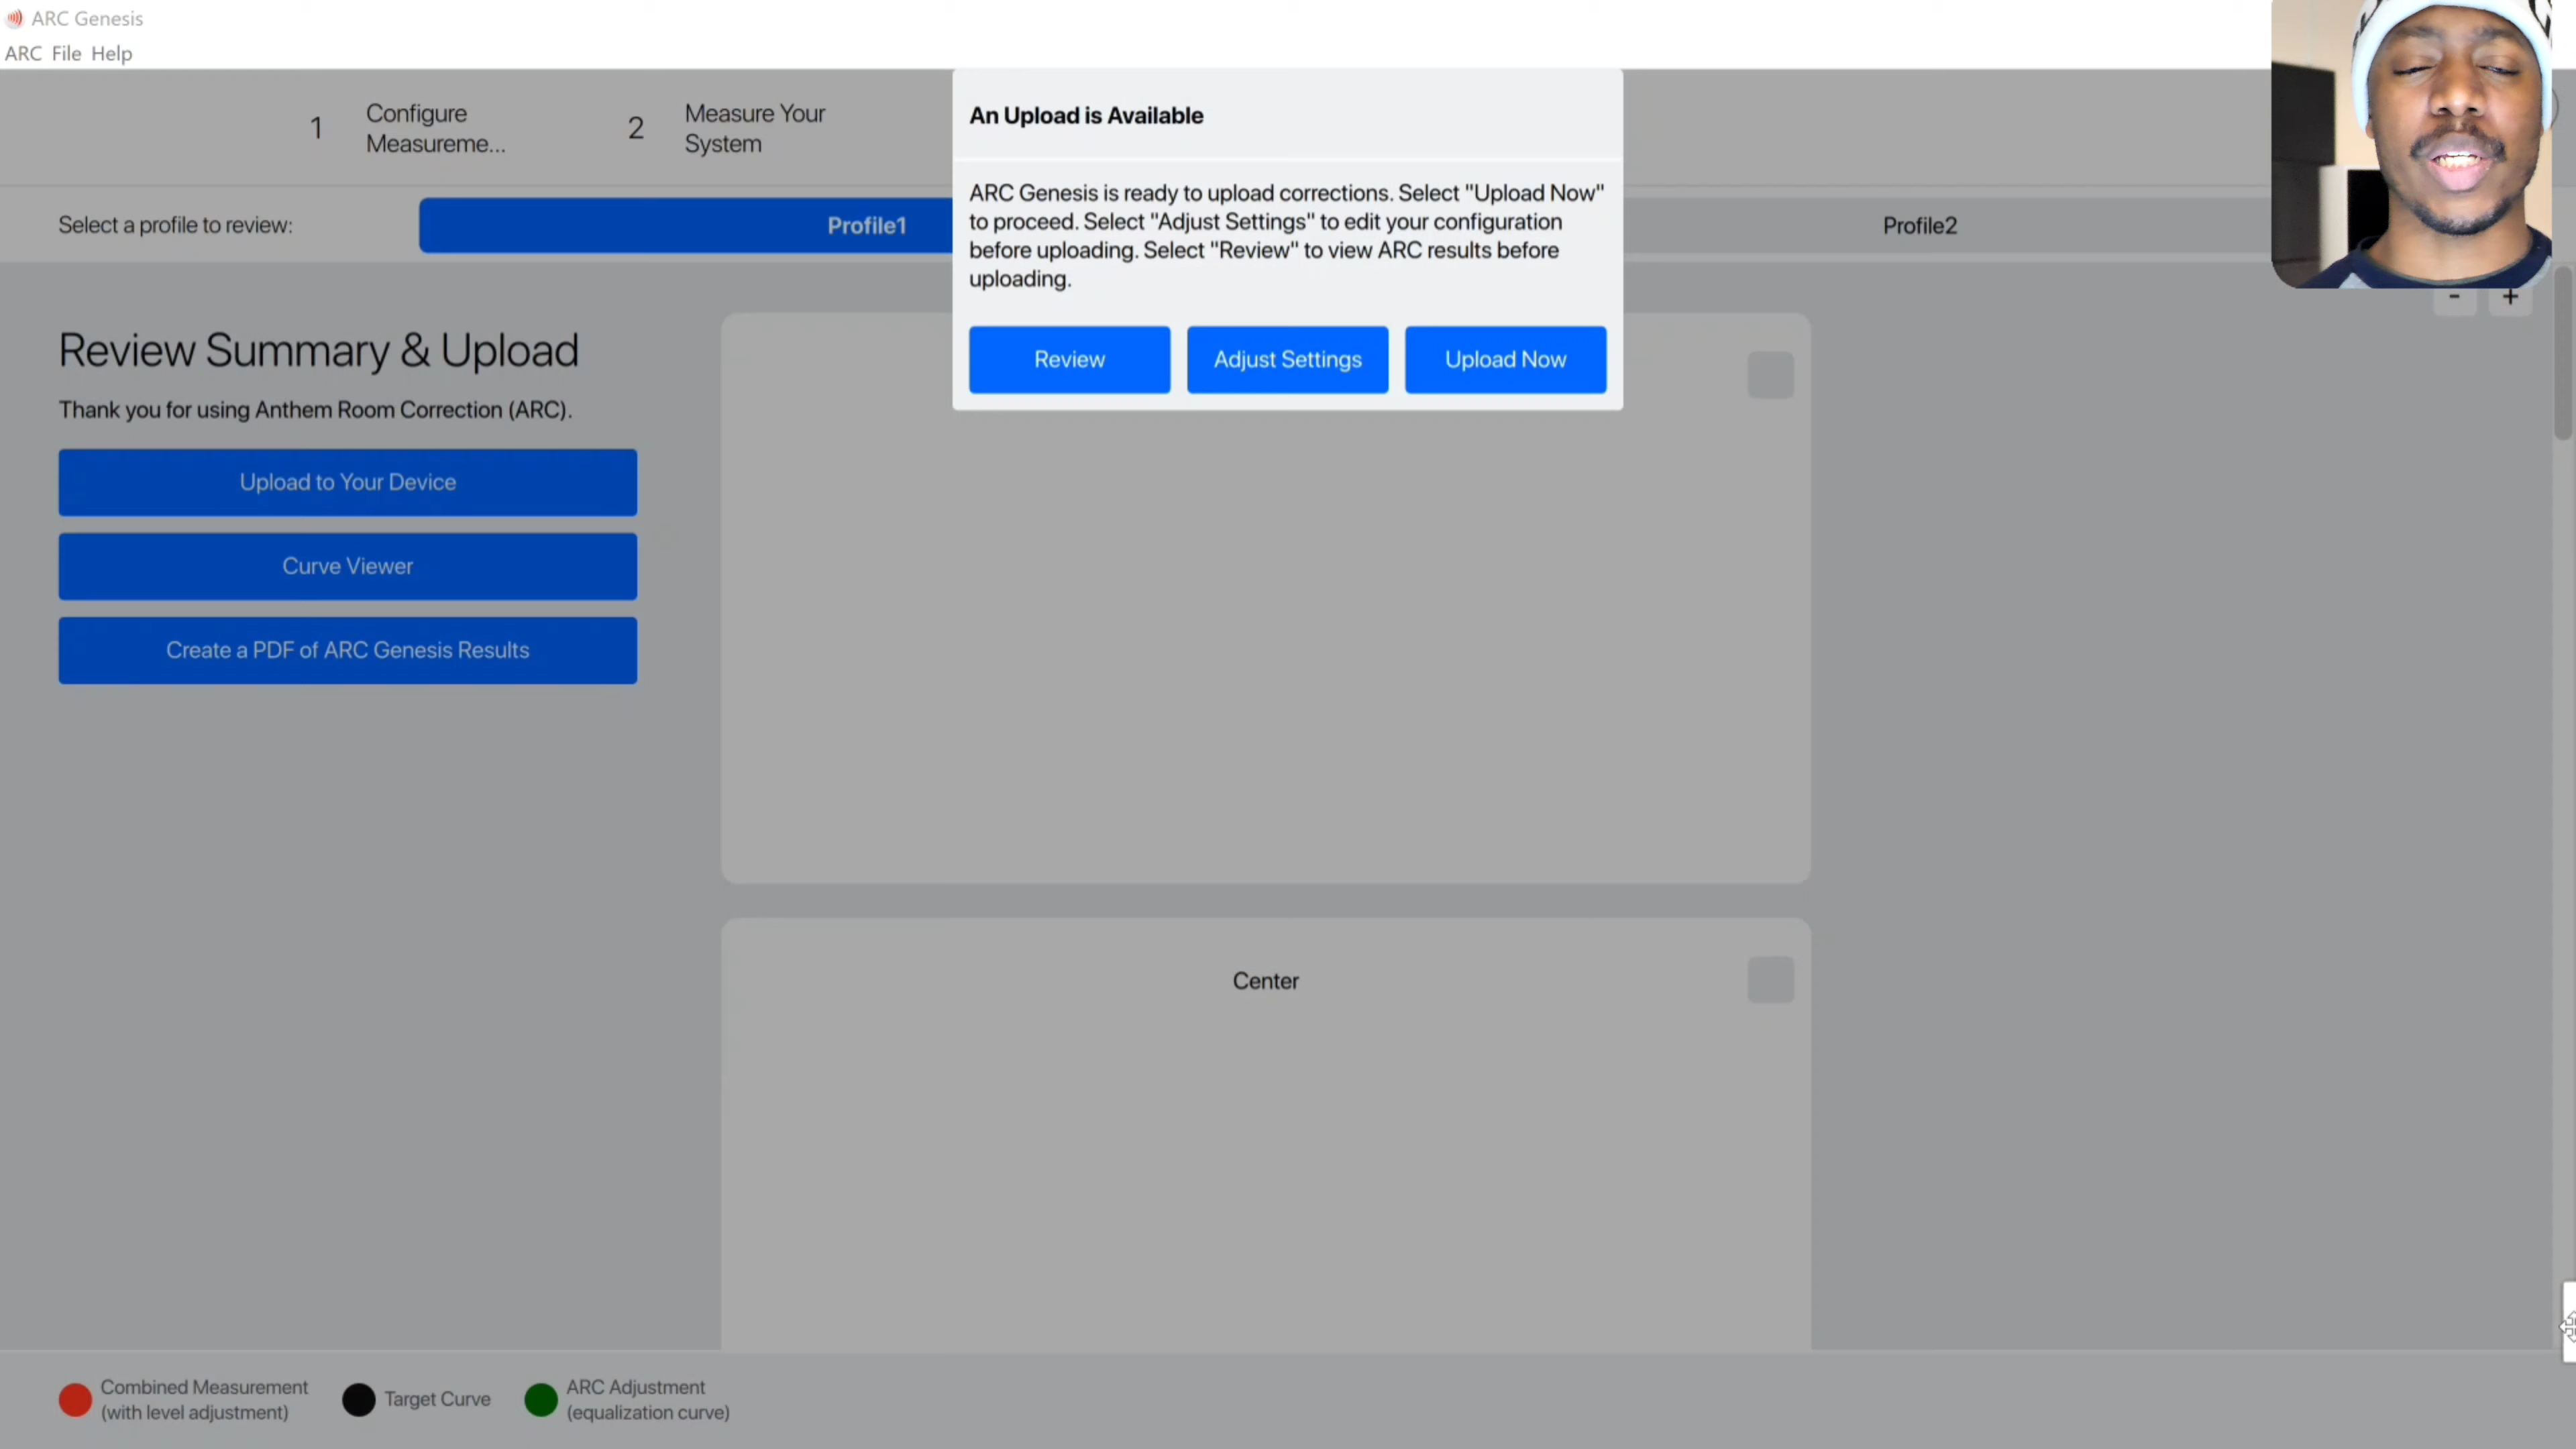 ARC Genesis
ARC File Help
1
Configure
Measureme...
2
Measure Your
System
An Upload is Available
ARC Genesis is ready to upload corrections. Select "Upload Now"
to proceed. Select "Adjust Settings" to edit your configuration
before uploading. Select "Review" to view ARC results before
uploading.
Review
Adjust Settings
Upload Now
Select a profile to review:
Profile1
Profile2
- +
Review Summary & Upload
Thank you for using Anthem Room Correction (ARC).
Upload to Your Device
Curve Viewer
Create a PDF of ARC Genesis Results
Center
Combined Measurement
(with level adjustment)
Target Curve
ARC Adjustment
(equalization curve)